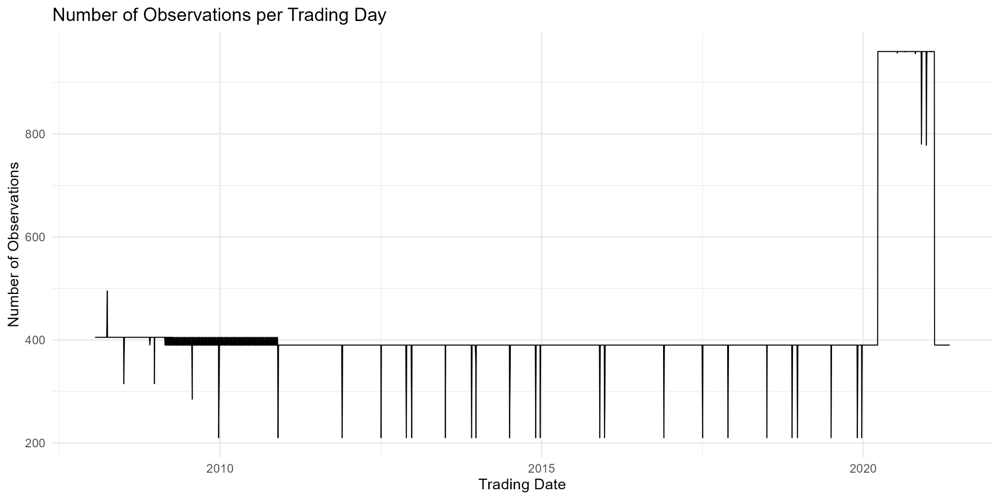 Number of Observations per Trading Day
Number of Observations
800
600
400
200
2010
2015
2020
Trading Date